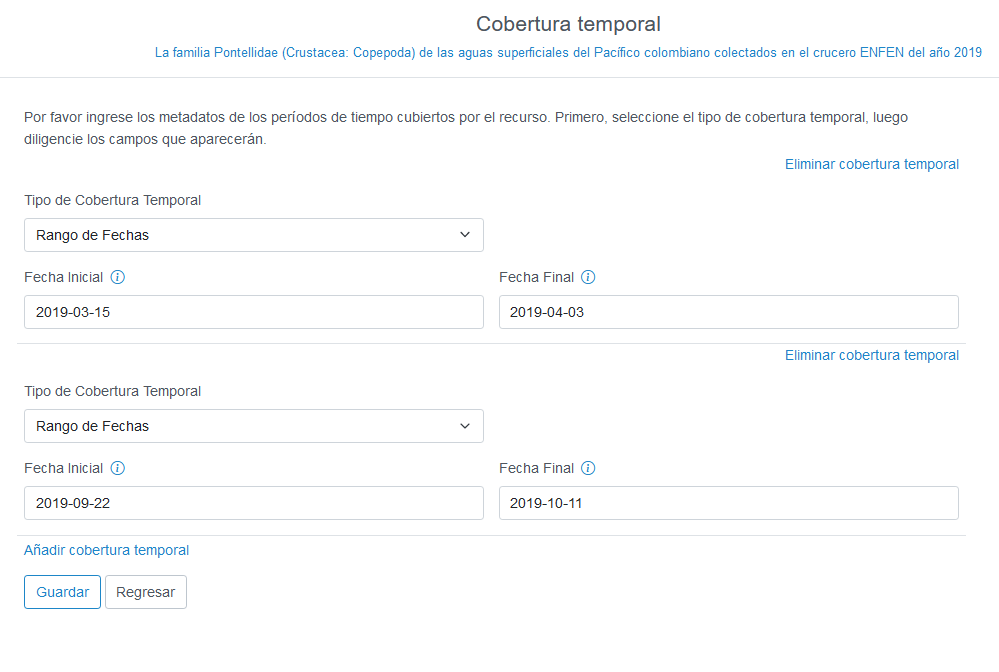 Cobertura temporal
La familia Pontellidae (Crustacea: Copepoda) de las aguas superficiales del Pacífico colombiano colectados en el crucero ENFEN del año 2019
Por favor ingrese los metadatos de los períodos de tiempo cubiertos por el recurso. Primero, seleccione el tipo de cobertura temporal, luego
diligencie los campos que aparecerán.
Eliminar cobertura temporal
Tipo de Cobertura Temporal
Rango de Fechas
Fecha Inicial
Fecha Final
2019-03-15
2019-04-03
Eliminar cobertura temporal
Tipo de Cobertura Temporal
Rango de Fechas
Fecha Inicial
Fecha Final
2019-09-22
2019-10-11
Añadir cobertura temporal
Guardar
Regresar